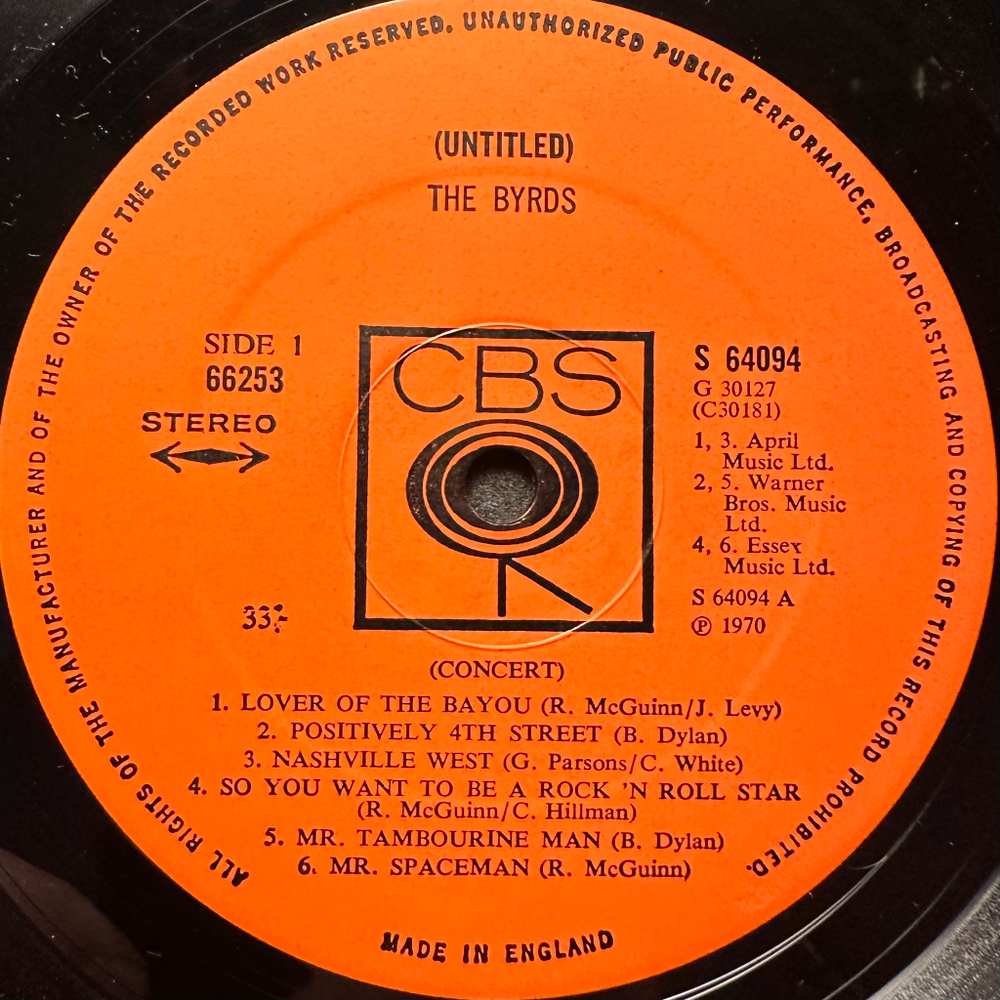 ALL RIGHTS OF THE MANUFACTURER AND OF THE OWNER OF THE RECORDED WORK RESERVED. UNAUTHORIZED PUBLIC PERFORMANCE, BROADCASTING AND COPYING OF THIS RECORD PROHIBITED.
(UNTITLED)
THE BYRDS
SIDE 1
66253
STEREO
33⅓
CBS
S 64094
G 30127
(C30181)
1, 3. April
Music Ltd.
2, 5. Warner
Bros. Music
Ltd.
4, 6. Essex
Music Ltd.
S 64094 A
℗ 1970
(CONCERT)
1. LOVER OF THE BAYOU (R. McGuinn/J. Levy)
2. POSITIVELY 4TH STREET (B. Dylan)
3. NASHVILLE WEST (G. Parsons/C. White)
4. SO YOU WANT TO BE A ROCK 'N ROLL STAR
(R. McGuinn/C. Hillman)
5. MR. TAMBOURINE MAN (B. Dylan)
6. MR. SPACEMAN (R. McGuinn)
MADE IN ENGLAND